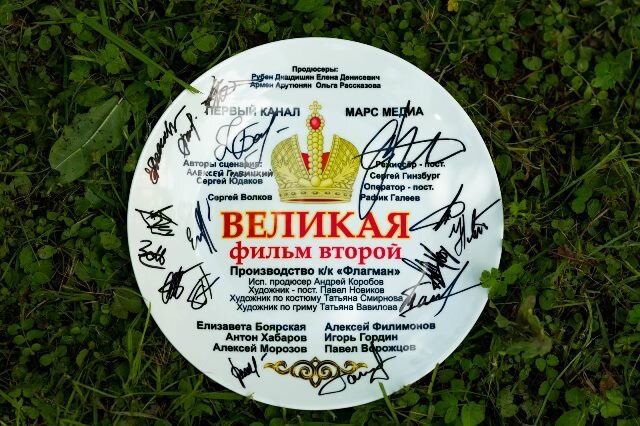 Продюсеры:
Рубен Дишдишян Елена Денисевич
Армен Арутюнян Ольга Рассказова
ПЕРВЫЙ КАНАЛ МАРС МЕДИА
Авторы сценария:
Алексей Гравицкий
Сергей Юдаков
Сергей Волков
Режиссёр - пост.
Сергей Гинзбург
Оператор - пост.
Рафик Галеев
ВЕЛИКАЯ
фильм второй
Производство к/к «Флагман»
Исп. продюсер Андрей Коробов
Художник - пост. Павел Новиков
Художник по костюму Татьяна Смирнова
Художник по гриму Татьяна Вавилова
Елизавета Боярская Алексей Филимонов
Антон Хабаров Игорь Гордин
Алексей Морозов Павел Ворожцов